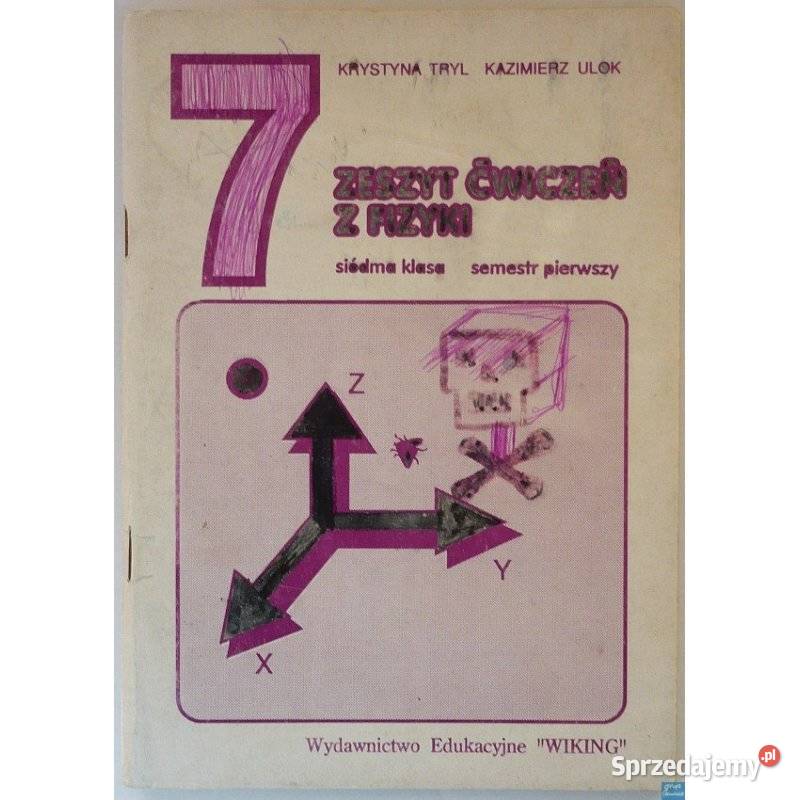 7
KRYSTYNA TRYL KAZIMIERZ ULOK
ZESZYT ĆWICZEŃ
Z FIZYKI
siódma klasa semestr pierwszy
Z
Y
X
Wydawnictwo Edukacyjne "WIKING"
Sprzedajemy.pl